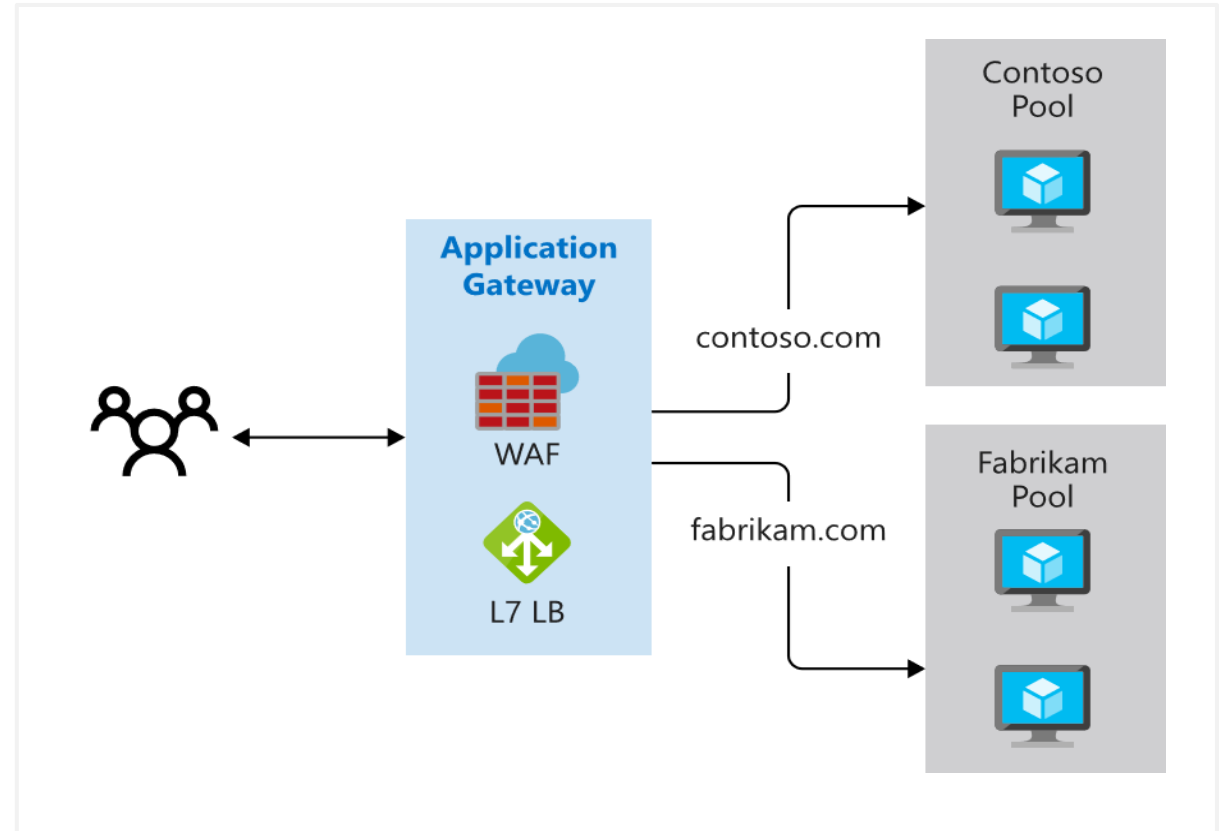 Application
Gateway
WAF
L7 LB
contoso.com
fabrikam.com
Contoso
Pool
Fabrikam
Pool